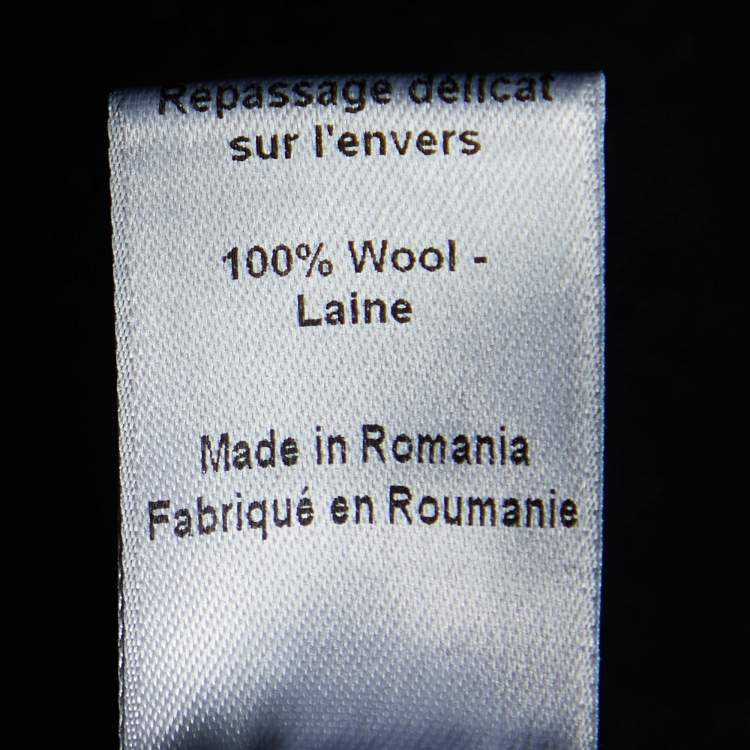 Repassage délicat
sur l'envers
100% Wool -
Laine
Made in Romania
Fabriqué en Roumanie